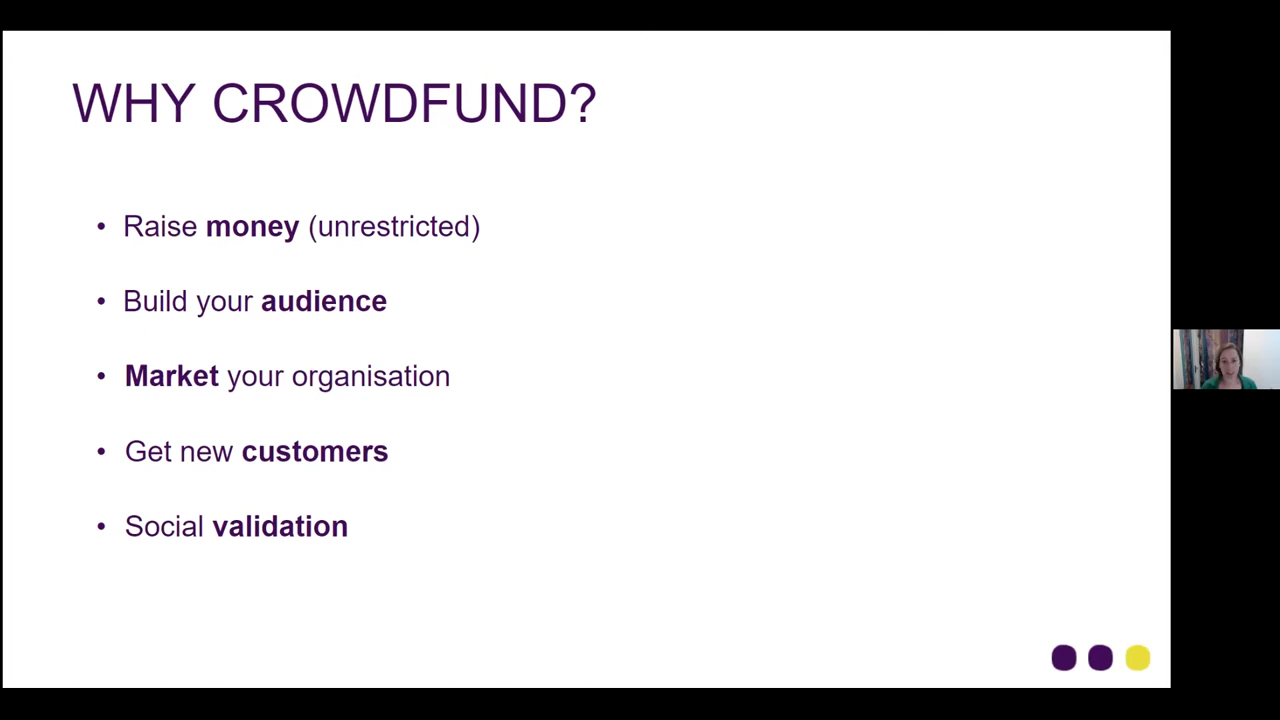 WHY CROWDFUND?
• Raise money (unrestricted)
• Build your audience
• Market your organisation
• Get new customers
• Social validation